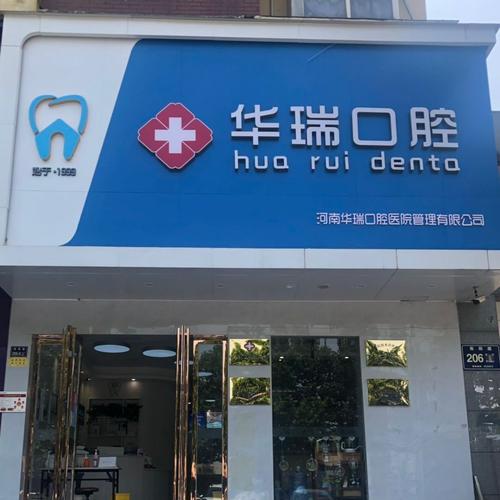 华瑞口腔
hua rui denta
始于·1999
河南华瑞口腔医院管理有限公司
206